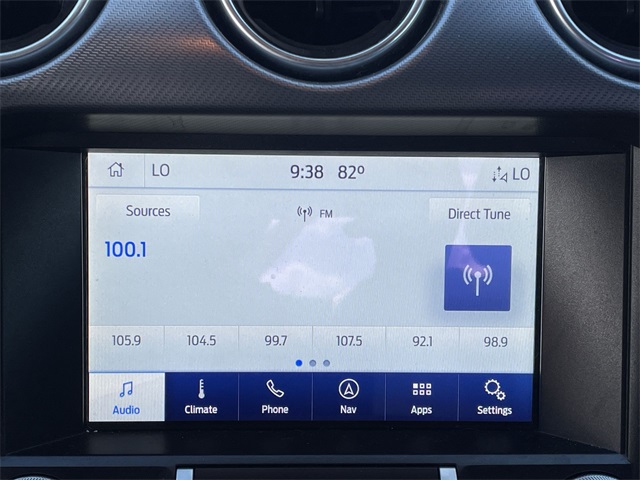 LO 9:38 82º LO
Sources FM Direct Tune
100.1
105.9 104.5 99.7 107.5 92.1 98.9
Audio Climate Phone Nav Apps Settings